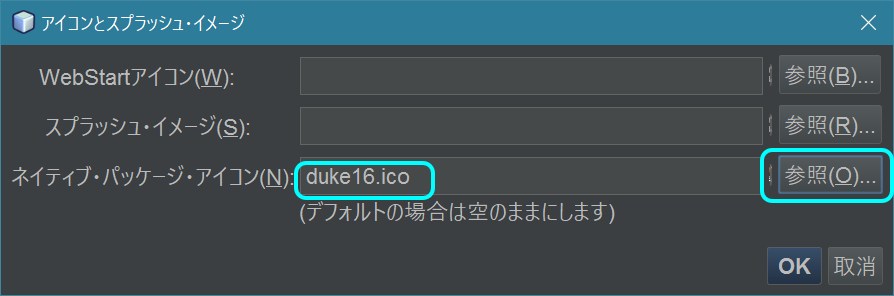 アイコンとスプラッシュ・イメージ
WebStartアイコン(W): 参照(B)...
スプラッシュ・イメージ(S): 参照(R)...
ネイティブ・パッケージ・アイコン(N): duke16.ico 参照(O)...
(デフォルトの場合は空のままにします)
OK 取消